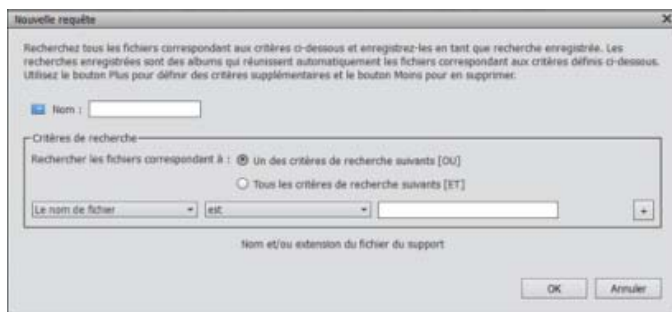 Nouvelle requête
Recherchez tous les fichiers correspondant aux critères ci-dessous et enregistrez-les en tant que recherche enregistrée. Les
recherches enregistrées sont des albums qui réunissent automatiquement les fichiers correspondant aux critères définis ci-dessous.
Utilisez le bouton Plus pour définir des critères supplémentaires et le bouton Moins pour en supprimer.
Nom :
Critères de recherche
Rechercher les fichiers correspondant à : Un des critères de recherche suivants [OU]
Tous les critères de recherche suivants [ET]
Le nom de fichier est +
Nom et/ou extension du fichier du support
OK Annuler